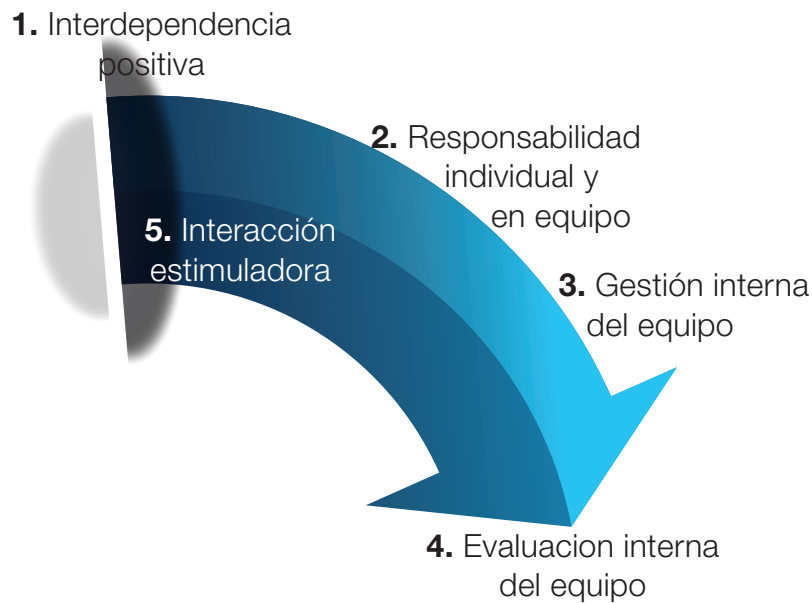 1. Interdependencia
positiva
2. Responsabilidad
individual y
en equipo
5. Interacción
estimuladora
3. Gestión interna
del equipo
4. Evaluacion interna
del equipo